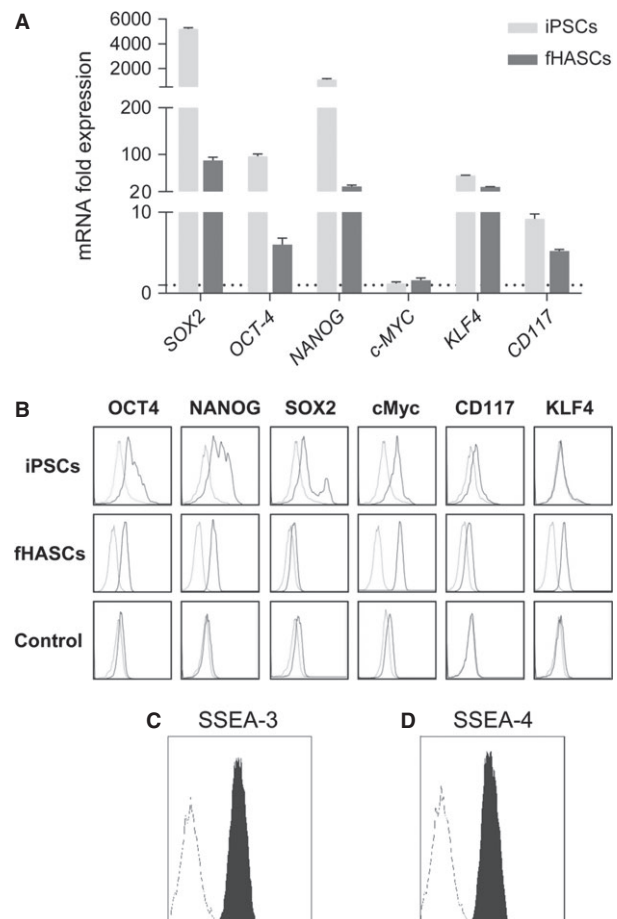 A
mRNA fold expression
6000
4000
2000
200
100
20
10
0
iPSCs
fHASCs
SOX2 OCT-4 NANOG c-MYC KLF4 CD117
B
OCT4 NANOG SOX2 cMyc CD117 KLF4
iPSCs
fHASCs
Control
C SSEA-3 D SSEA-4